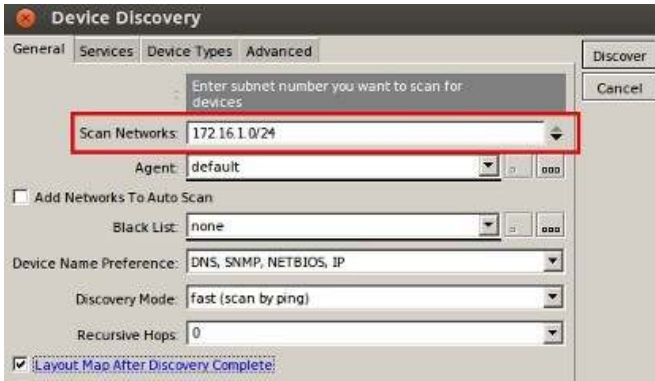 Device Discovery
General Services Device Types Advanced
Discover
Cancel
Enter subnet number you want to scan for
devices
Scan Networks: 172.16.1.0/24
Agent: default
Add Networks To Auto Scan
Black List: none
Device Name Preference: DNS, SNMP, NETBIOS, IP
Discovery Mode: fast (scan by ping)
Recursive Hops: 0
Layout Map After Discovery Complete